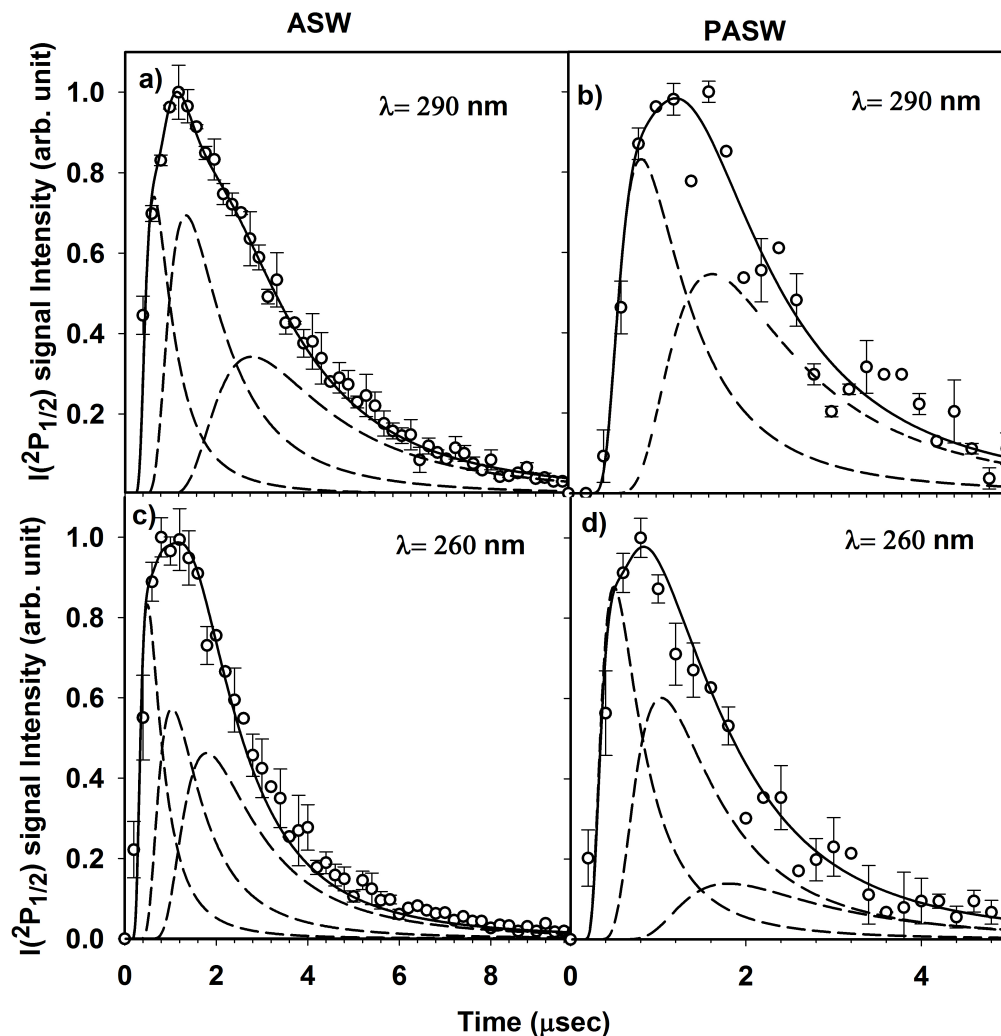 ASW
PASW
a)
λ= 290 nm
b)
λ= 290 nm
I(²P1/2) signal Intensity (arb. unit)
1.0
0.8
0.6
0.4
0.2
c)
λ= 260 nm
d)
λ= 260 nm
I(²P1/2) signal Intensity (arb. unit)
1.0
0.8
0.6
0.4
0.2
0.0
0 2 4 6 8 0 2 4
Time (μsec)